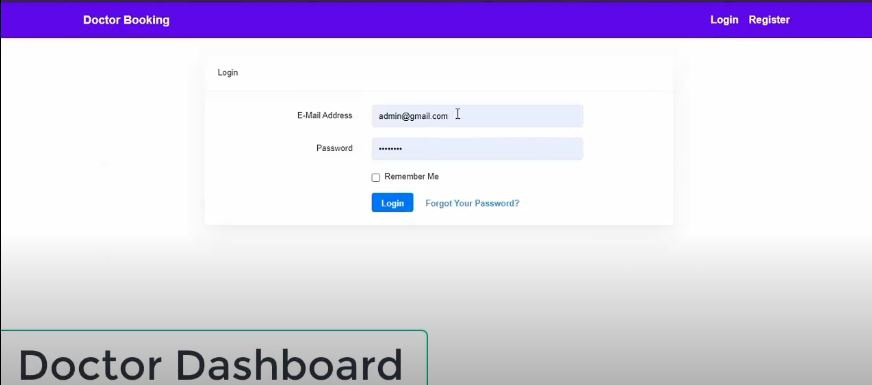 Doctor Booking
Login Register
Login
E-Mail Address admin@gmail.com
Password ••••••••
Remember Me
Login Forgot Your Password?
Doctor Dashboard